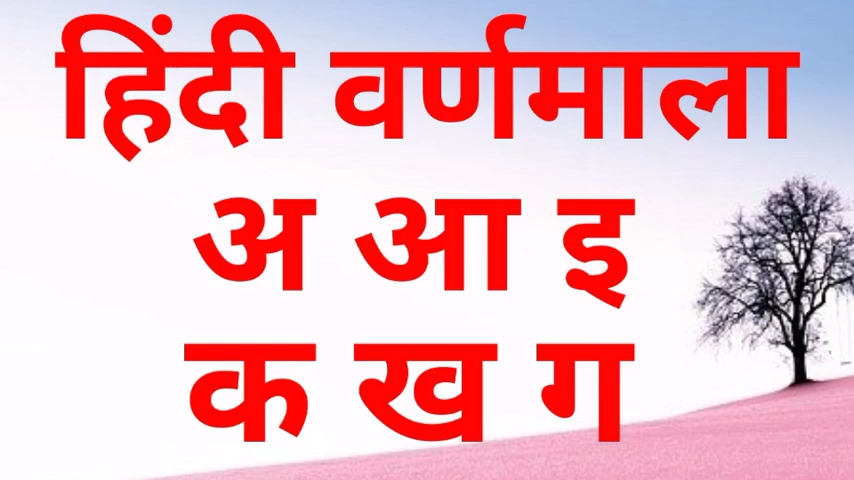 हिंदी वर्णमाला
अ आ इ
क ख ग